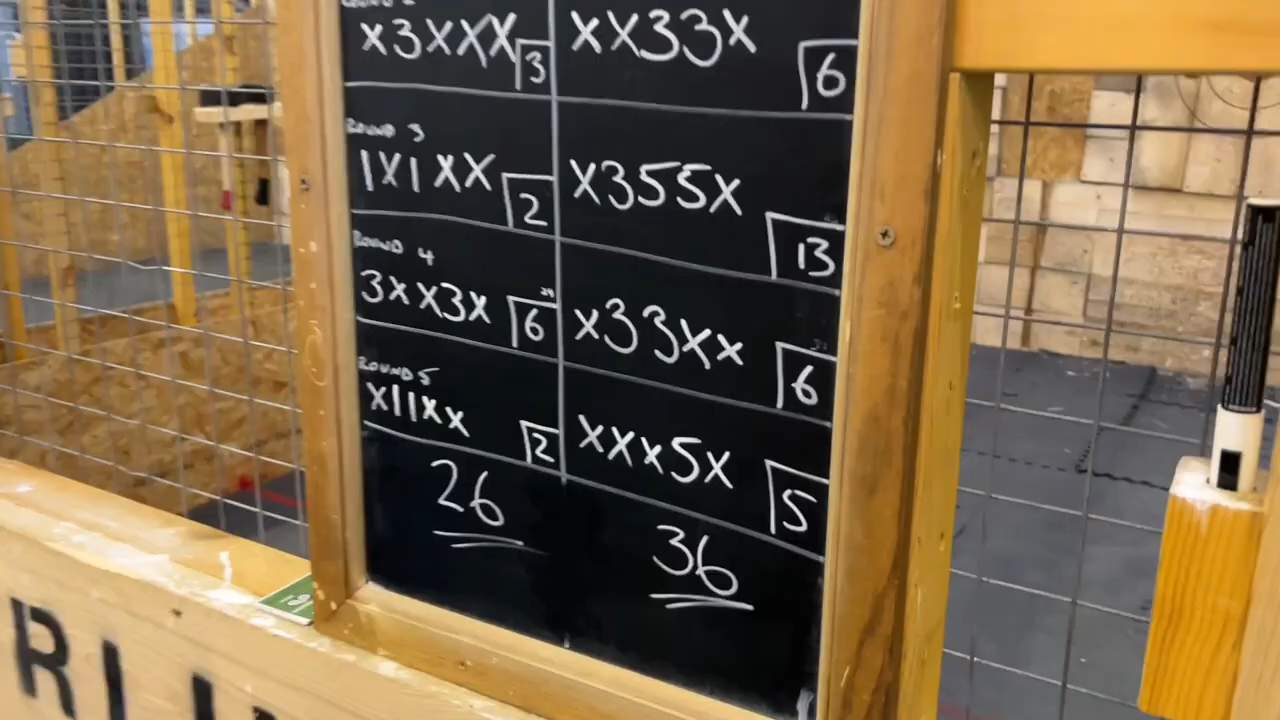 x3xxx 3 xx33x 6
ROUND 3
1x1xx 2 x355x 13
ROUND 4
3xx3x 6 x33xx 6
ROUND 5
x11xx 2 xxx5x 5
26 36